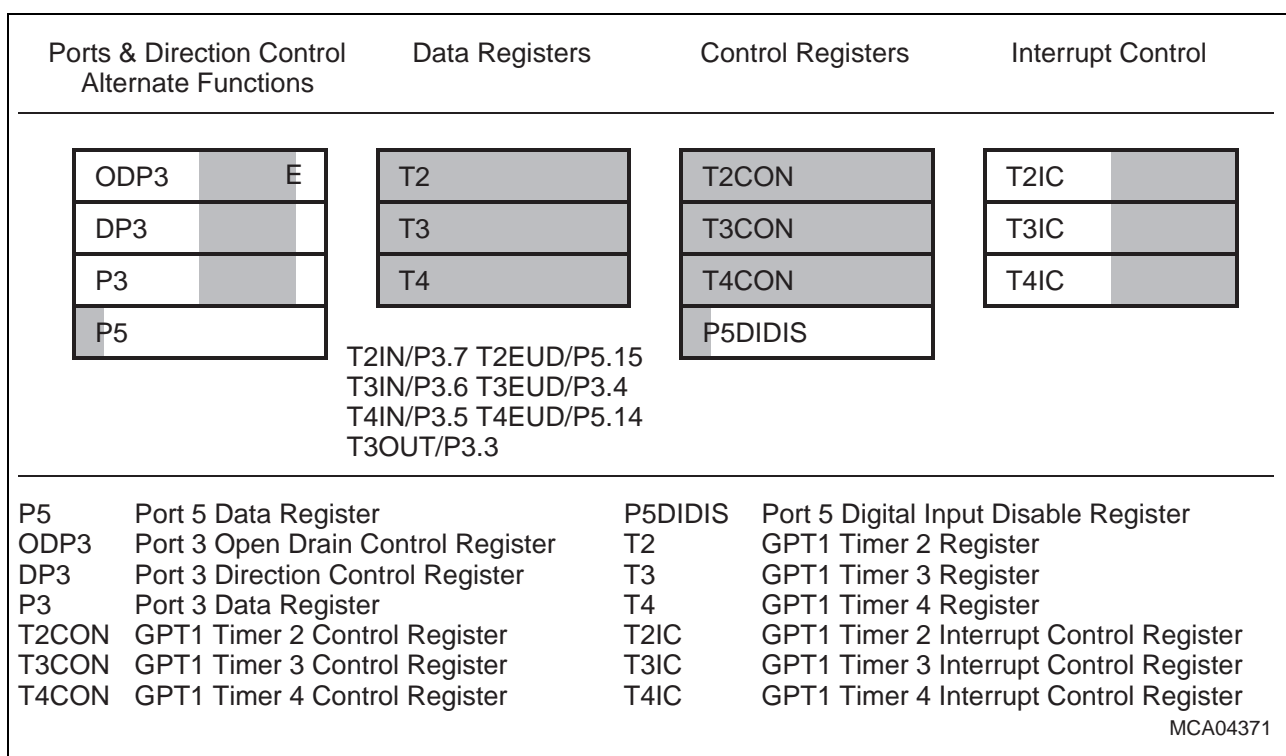 Ports & Direction Control Alternate Functions
Data Registers
Control Registers
Interrupt Control
ODP3 E
DP3
P3
P5
T2
T3
T4
T2IN/P3.7 T2EUD/P5.15
T3IN/P3.6 T3EUD/P3.4
T4IN/P3.5 T4EUD/P5.14
T3OUT/P3.3
T2CON
T3CON
T4CON
P5DIDIS
T2IC
T3IC
T4IC
P5 Port 5 Data Register
ODP3 Port 3 Open Drain Control Register
DP3 Port 3 Direction Control Register
P3 Port 3 Data Register
T2CON GPT1 Timer 2 Control Register
T3CON GPT1 Timer 3 Control Register
T4CON GPT1 Timer 4 Control Register
P5DIDIS Port 5 Digital Input Disable Register
T2 GPT1 Timer 2 Register
T3 GPT1 Timer 3 Register
T4 GPT1 Timer 4 Register
T2IC GPT1 Timer 2 Interrupt Control Register
T3IC GPT1 Timer 3 Interrupt Control Register
T4IC GPT1 Timer 4 Interrupt Control Register
MCA04371